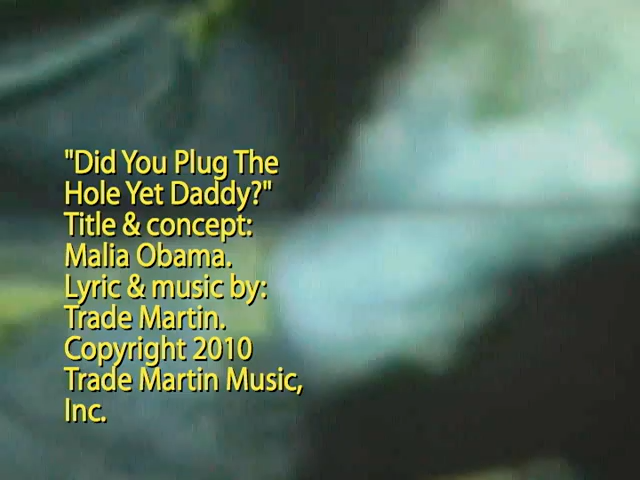 "Did You Plug The
Hole Yet Daddy?"
Title & concept:
Malia Obama.
Lyric & music by:
Trade Martin.
Copyright 2010
Trade Martin Music,
Inc.